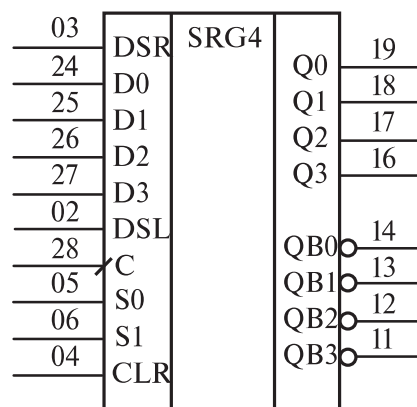 03 DSR SRG4 Q0 19
24 D0 Q1 18
25 D1 Q2 17
26 D2 Q3 16
27 D3
02 DSL QB0 14
28 C QB1 13
05 S0 QB2 12
06 S1 QB3 11
04 CLR